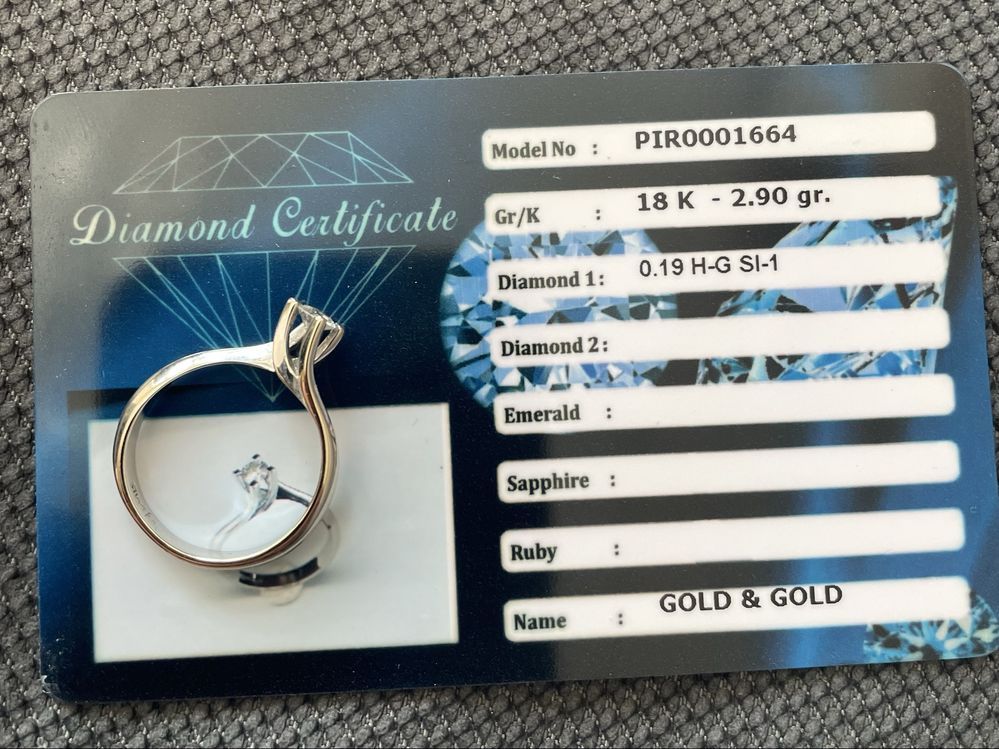 Diamond Certificate
Model No : PIR0001664
Gr/K : 18 K - 2.90 gr.
Diamond 1: 0.19 H-G SI-1
Diamond 2:
Emerald :
Sapphire :
Ruby :
Name : GOLD & GOLD